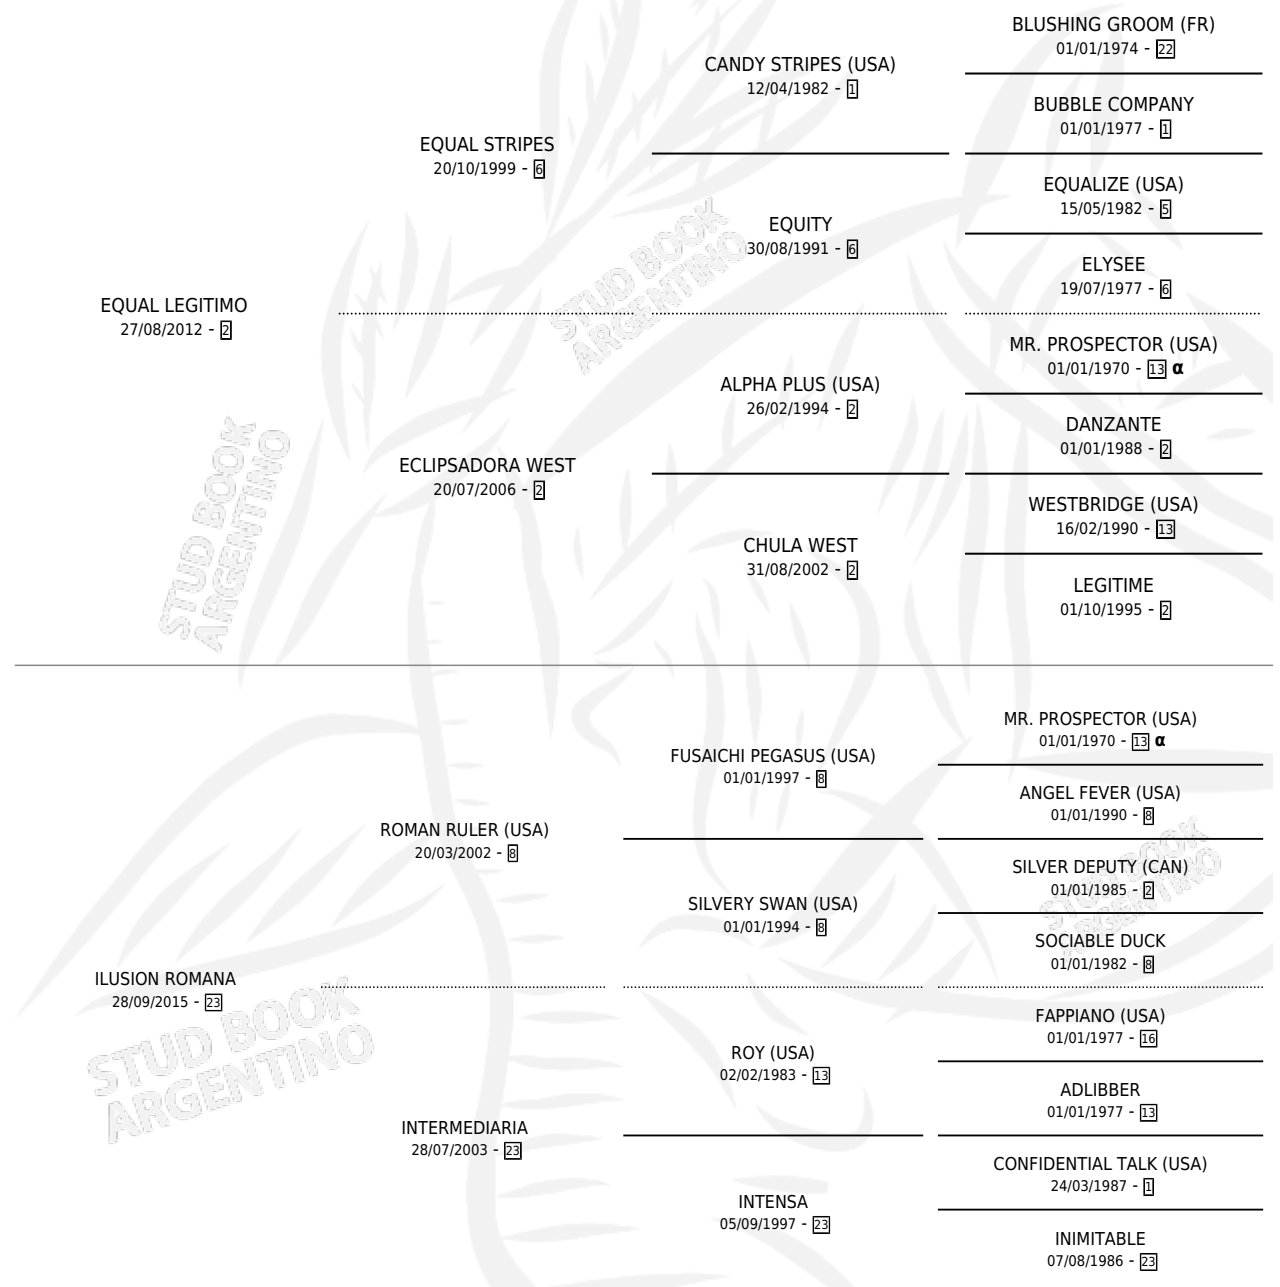 BLUSHING GROOM (FR)
01/01/1974 - 22
CANDY STRIPES (USA)
12/04/1982 - 1
BUBBLE COMPANY
01/01/1977 - 1
EQUAL STRIPES
20/10/1999 - 6
EQUALIZE (USA)
15/05/1982 - 5
EQUITY
30/08/1991 - 6
ELYSEE
19/07/1977 - 6
EQUAL LEGITIMO
27/08/2012 - 2
MR. PROSPECTOR (USA)
01/01/1970 - 13 α
ALPHA PLUS (USA)
26/02/1994 - 2
DANZANTE
01/01/1988 - 2
ECLIPSADORA WEST
20/07/2006 - 2
WESTBRIDGE (USA)
16/02/1990 - 13
CHULA WEST
31/08/2002 - 2
LEGITIME
01/10/1995 - 2
MR. PROSPECTOR (USA)
01/01/1970 - 13 α
FUSAICHI PEGASUS (USA)
01/01/1997 - 8
ANGEL FEVER (USA)
01/01/1990 - 8
ROMAN RULER (USA)
20/03/2002 - 8
SILVER DEPUTY (CAN)
01/01/1985 - 2
SILVERY SWAN (USA)
01/01/1994 - 8
SOCIABLE DUCK
01/01/1982 - 8
ILUSION ROMANA
28/09/2015 - 23
FAPPIANO (USA)
01/01/1977 - 16
ROY (USA)
02/02/1983 - 13
ADLIBBER
01/01/1977 - 13
INTERMEDIARIA
28/07/2003 - 23
CONFIDENTIAL TALK (USA)
24/03/1987 - 1
INTENSA
05/09/1997 - 23
INIMITABLE
07/08/1986 - 23
STUD BOOK
ARGENTINO
STUD BOOK
ARGENTINO
STUD BOOK
ARGENTINO
STUD BOOK
ARGENTINO